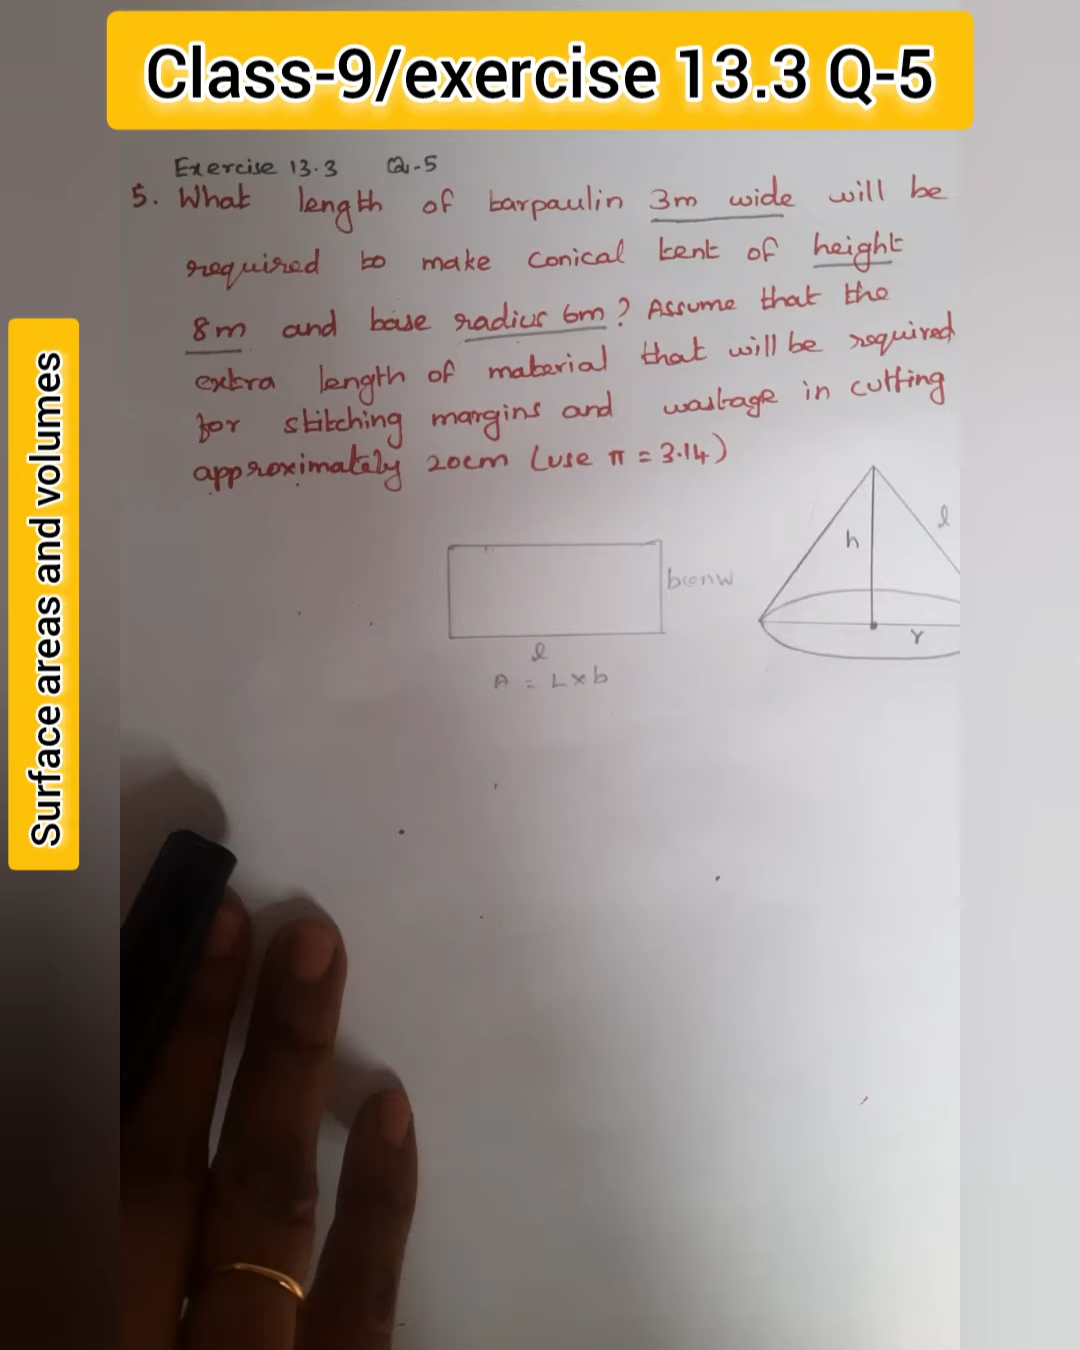 Class-9/exercise 13.3 Q-5
Surface areas and volumes
Exercise 13.3 Q-5
5. What length of tarpaulin 3m wide will be
required to make conical tent of height
8m and base radius 6m? Assume that the
extra length of material that will be required
for stitching margins and wastage in cutting
approximately 20cm (use π = 3.14)
h
l
r
b(or)w
l
A = L×b